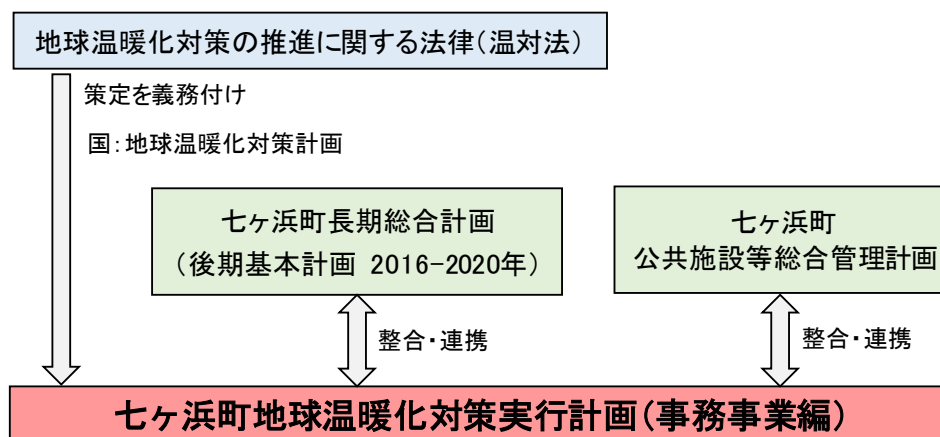 地球温暖化対策の推進に関する法律（温対法）
策定を義務付け
国：地球温暖化対策計画
七ヶ浜町長期総合計画
（後期基本計画 2016-2020年）
七ヶ浜町
公共施設等総合管理計画
整合・連携
整合・連携
七ヶ浜町地球温暖化対策実行計画（事務事業編）